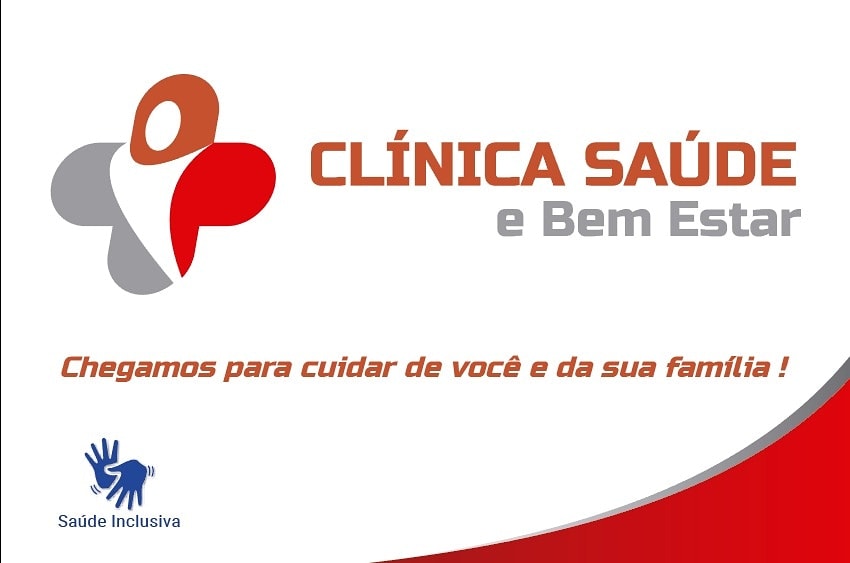 CLÍNICA SAÚDE
e Bem Estar
Chegamos para cuidar de você e da sua família !
Saúde Inclusiva